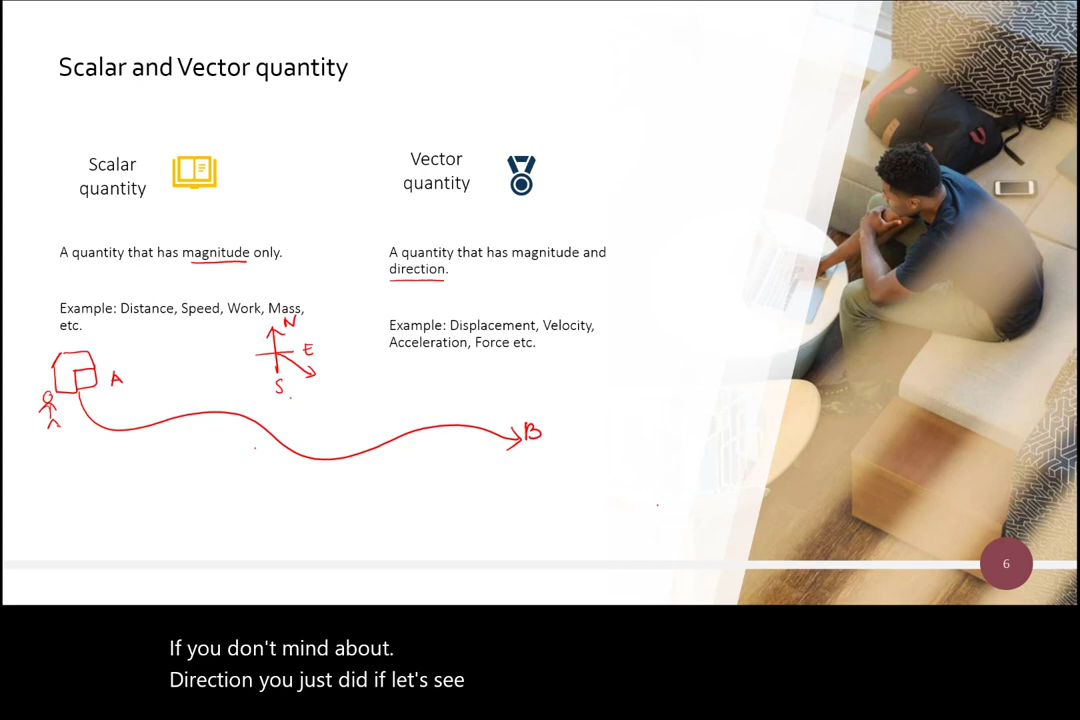 Scalar and Vector quantity
Scalar
quantity
Vector
quantity
A quantity that has magnitude only.
A quantity that has magnitude and
direction.
Example: Distance, Speed, Work, Mass,
etc.
Example: Displacement, Velocity,
Acceleration, Force etc.
N
E
S
A
B
6
If you don't mind about.
Direction you just did if let's see